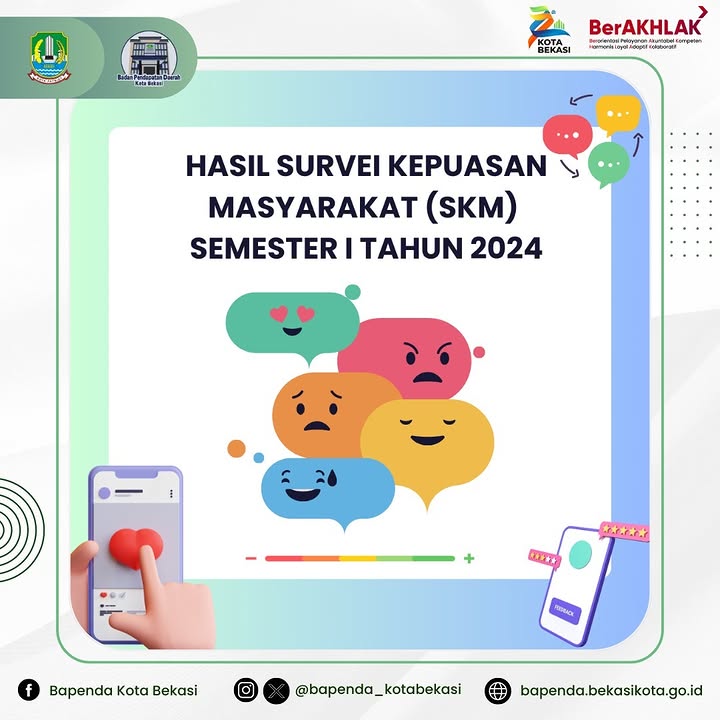 Badan Pendapatan Daerah
Kota Bekasi
KOTA
BEKASI
BerAKHLAK
Berorientasi Pelayanan Akuntabel Kompeten
Harmonis Loyal Adaptif Kolaboratif
HASIL SURVEI KEPUASAN
MASYARAKAT (SKM)
SEMESTER I TAHUN 2024
FEEDBACK
Bapenda Kota Bekasi
@bapenda_kotabekasi
bapenda.bekasikota.go.id